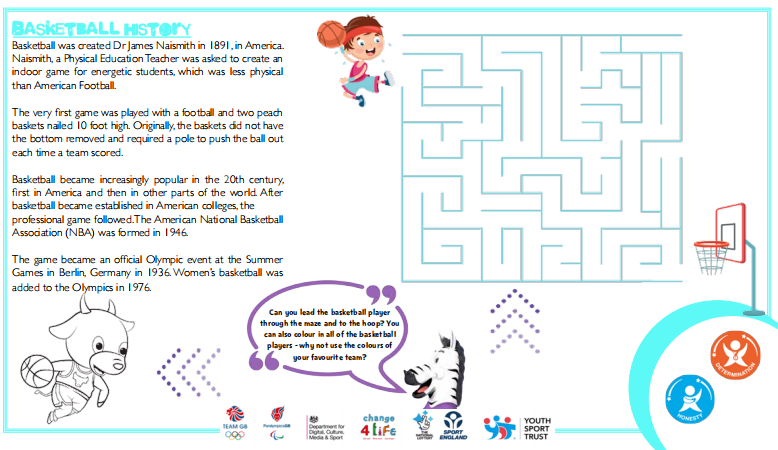 BASKETBALL HISTORY
Basketball was created Dr James Naismith in 1891, in America.
Naismith, a Physical Education Teacher was asked to create an
indoor game for energetic students, which was less physical
than American Football.
The very first game was played with a football and two peach
baskets nailed 10 foot high. Originally, the baskets did not have
the bottom removed and required a pole to push the ball out
each time a team scored.
Basketball became increasingly popular in the 20th century,
first in America and then in other parts of the world. After
basketball became established in American colleges, the
professional game followed.The American National Basketball
Association (NBA) was formed in 1946.
The game became an official Olympic event at the Summer
Games in Berlin, Germany in 1936. Women's basketball was
added to the Olympics in 1976.
Can you lead the basketball player
through the maze and to the hoop? You
can also colour in all of the basketball
players - why not use the colours of
your favourite team?
DETERMINATION
HONESTY
TEAM GB
ParalympicsGB
Department for
Digital, Culture,
Media & Sport
change
4LiFe
THE
NATIONAL
LOTTERY
SPORT
ENGLAND
YOUTH
SPORT
TRUST